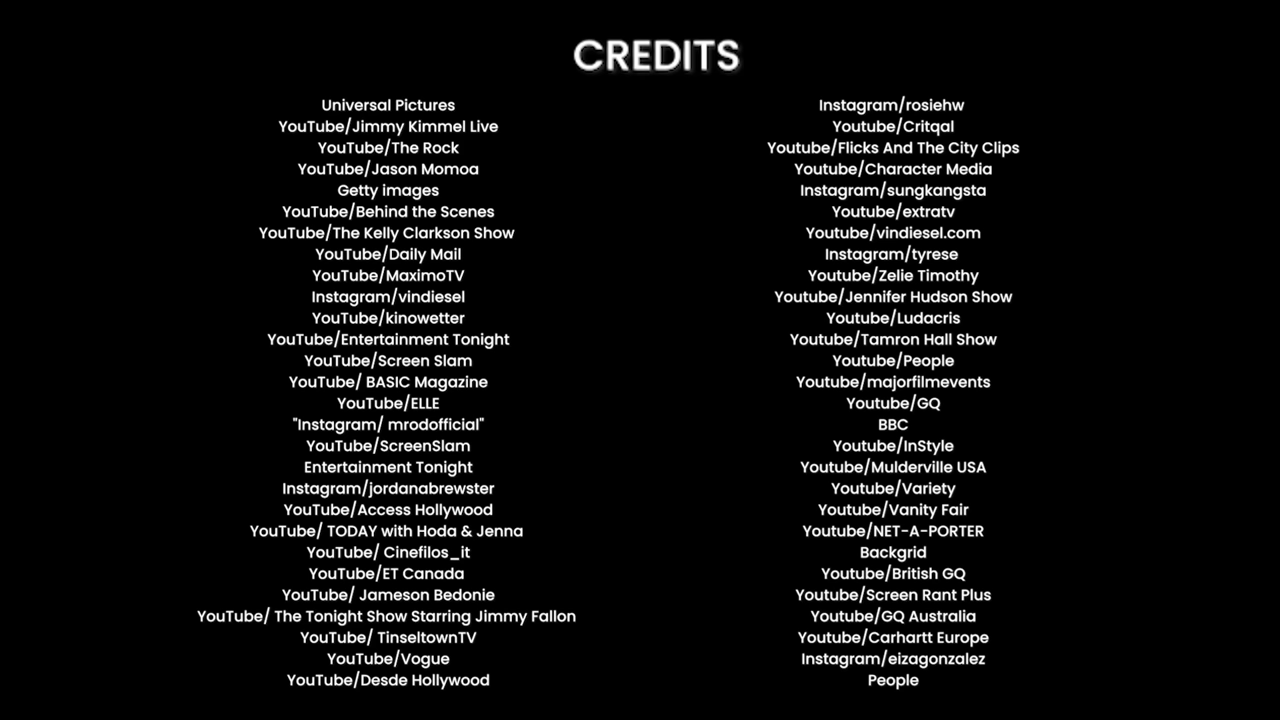 CREDITS
Universal Pictures
YouTube/Jimmy Kimmel Live
YouTube/The Rock
YouTube/Jason Momoa
Getty images
YouTube/Behind the Scenes
YouTube/The Kelly Clarkson Show
YouTube/Daily Mail
YouTube/MaximoTV
Instagram/vindiesel
YouTube/kinowetter
YouTube/Entertainment Tonight
YouTube/Screen Slam
YouTube/ BASIC Magazine
YouTube/ELLE
"Instagram/ mrodofficial"
YouTube/ScreenSlam
Entertainment Tonight
Instagram/jordanabrewster
YouTube/Access Hollywood
YouTube/ TODAY with Hoda & Jenna
YouTube/ Cinefilos_it
YouTube/ET Canada
YouTube/ Jameson Bedonie
YouTube/ The Tonight Show Starring Jimmy Fallon
YouTube/ TinseltownTV
YouTube/Vogue
YouTube/Desde Hollywood
Instagram/rosiehw
Youtube/Critqal
Youtube/Flicks And The City Clips
Youtube/Character Media
Instagram/sungkangsta
Youtube/extratv
Youtube/vindiesel.com
Instagram/tyrese
Youtube/Zelie Timothy
Youtube/Jennifer Hudson Show
Youtube/Ludacris
Youtube/Tamron Hall Show
Youtube/People
Youtube/majorfilmevents
Youtube/GQ
BBC
Youtube/InStyle
Youtube/Mulderville USA
Youtube/Variety
Youtube/Vanity Fair
Youtube/NET-A-PORTER
Backgrid
Youtube/British GQ
Youtube/Screen Rant Plus
Youtube/GQ Australia
Youtube/Carhartt Europe
Instagram/eizagonzalez
People